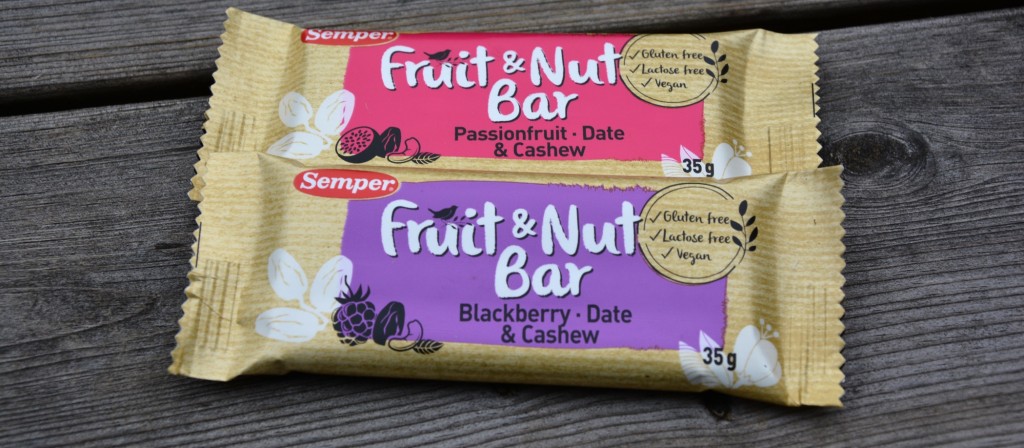 Semper
Fruit & Nut
Bar
Passionfruit · Date
& Cashew
✓ Gluten free
✓ Lactose free
✓ Vegan
35g
Semper
Fruit & Nut
Bar
Blackberry · Date
& Cashew
✓ Gluten free
✓ Lactose free
✓ Vegan
35g